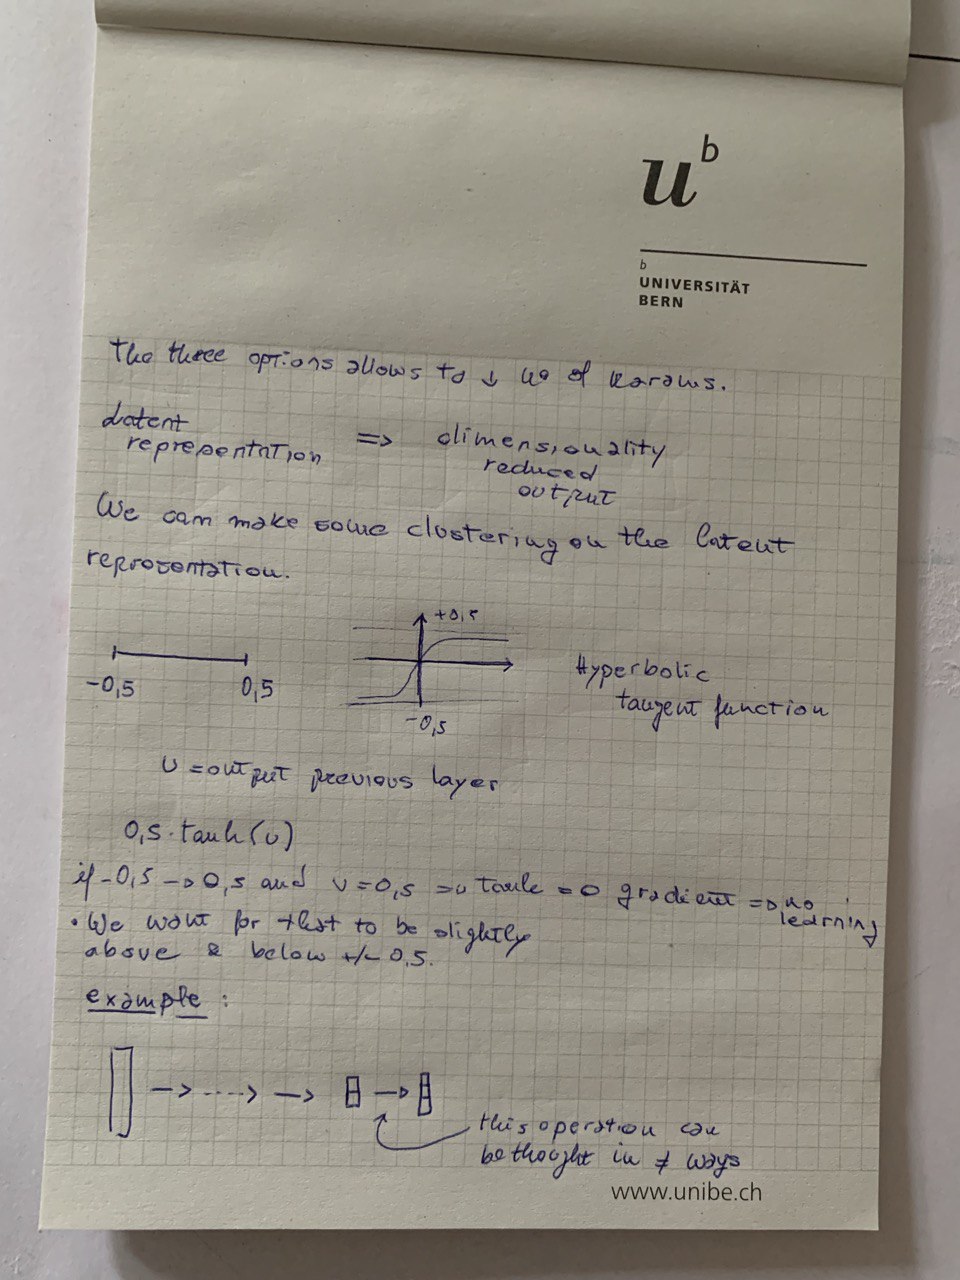 u b
b
UNIVERSITÄT
BERN
The three options allows to ↓ no of params.
Latent
representation => dimensionality
reduced
output
We can make some clustering on the latent
representation.
+0,5
-0,5 0,5
-0,5
Hyperbolic
tangent function
U = output previous layer
0,5 · tanh(U)
if -0,5 -> 0,5 and U = 0,5 => tanh = 0 gradient => no
learning
• We want for that to be slightly
above & below +/- 0.5.
example :
this operation can
be thought in ≠ ways
www.unibe.ch